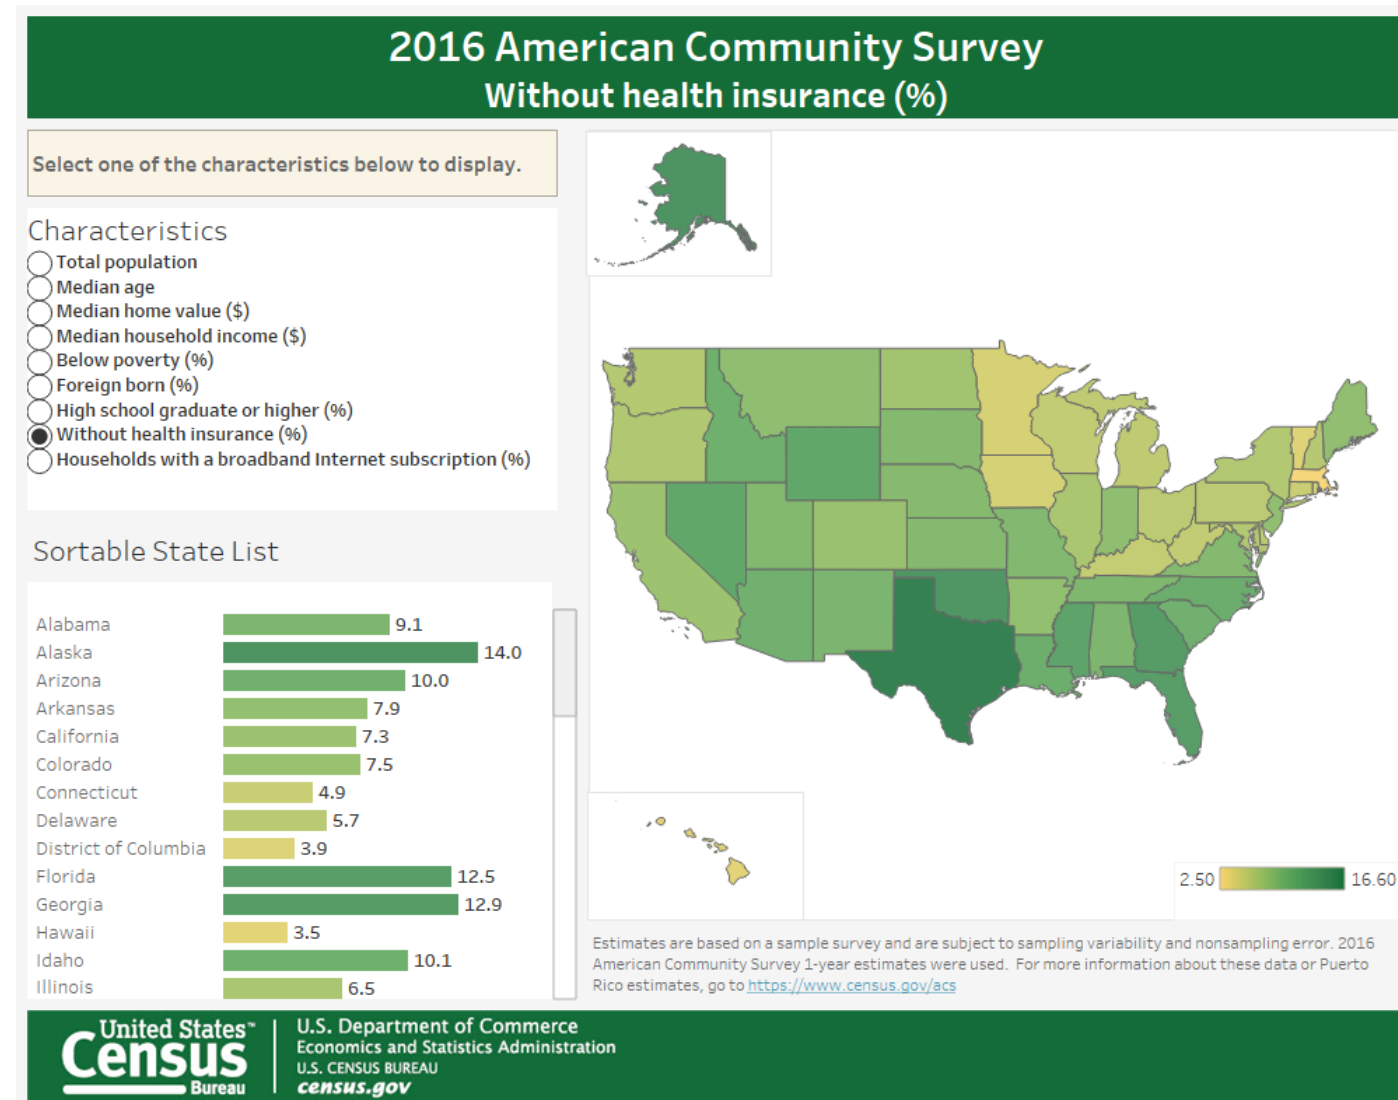 2016 American Community Survey
Without health insurance (%)
Select one of the characteristics below to display.
Characteristics
Total population
Median age
Median home value ($)
Median household income ($)
Below poverty (%)
Foreign born (%)
High school graduate or higher (%)
Without health insurance (%)
Households with a broadband Internet subscription (%)
Sortable State List
Alabama 9.1
Alaska 14.0
Arizona 10.0
Arkansas 7.9
California 7.3
Colorado 7.5
Connecticut 4.9
Delaware 5.7
District of Columbia 3.9
Florida 12.5
Georgia 12.9
Hawaii 3.5
Idaho 10.1
Illinois 6.5
2.50 16.60
Estimates are based on a sample survey and are subject to sampling variability and nonsampling error. 2016
American Community Survey 1-year estimates were used. For more information about these data or Puerto
Rico estimates, go to https://www.census.gov/acs
United States™
Census
Bureau
U.S. Department of Commerce
Economics and Statistics Administration
U.S. CENSUS BUREAU
census.gov